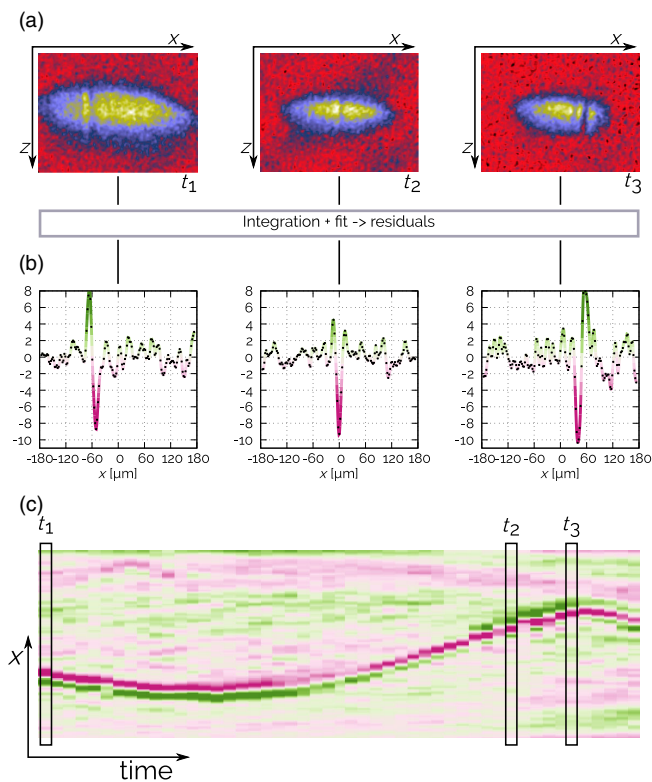 (a)
x x x
z z z
t1 t2 t3
Integration + fit -> residuals
(b)
8 8 8
6 6 6
4 4 4
2 2 2
0 0 0
-2 -2 -2
-4 -4 -4
-6 -6 -6
-8 -8 -8
-10 -10 -10
-180 -120 -60 0 60 120 180 -180 -120 -60 0 60 120 180 -180 -120 -60 0 60 120 180
x [µm] x [µm] x [µm]
(c)
t1 t2 t3
x
time